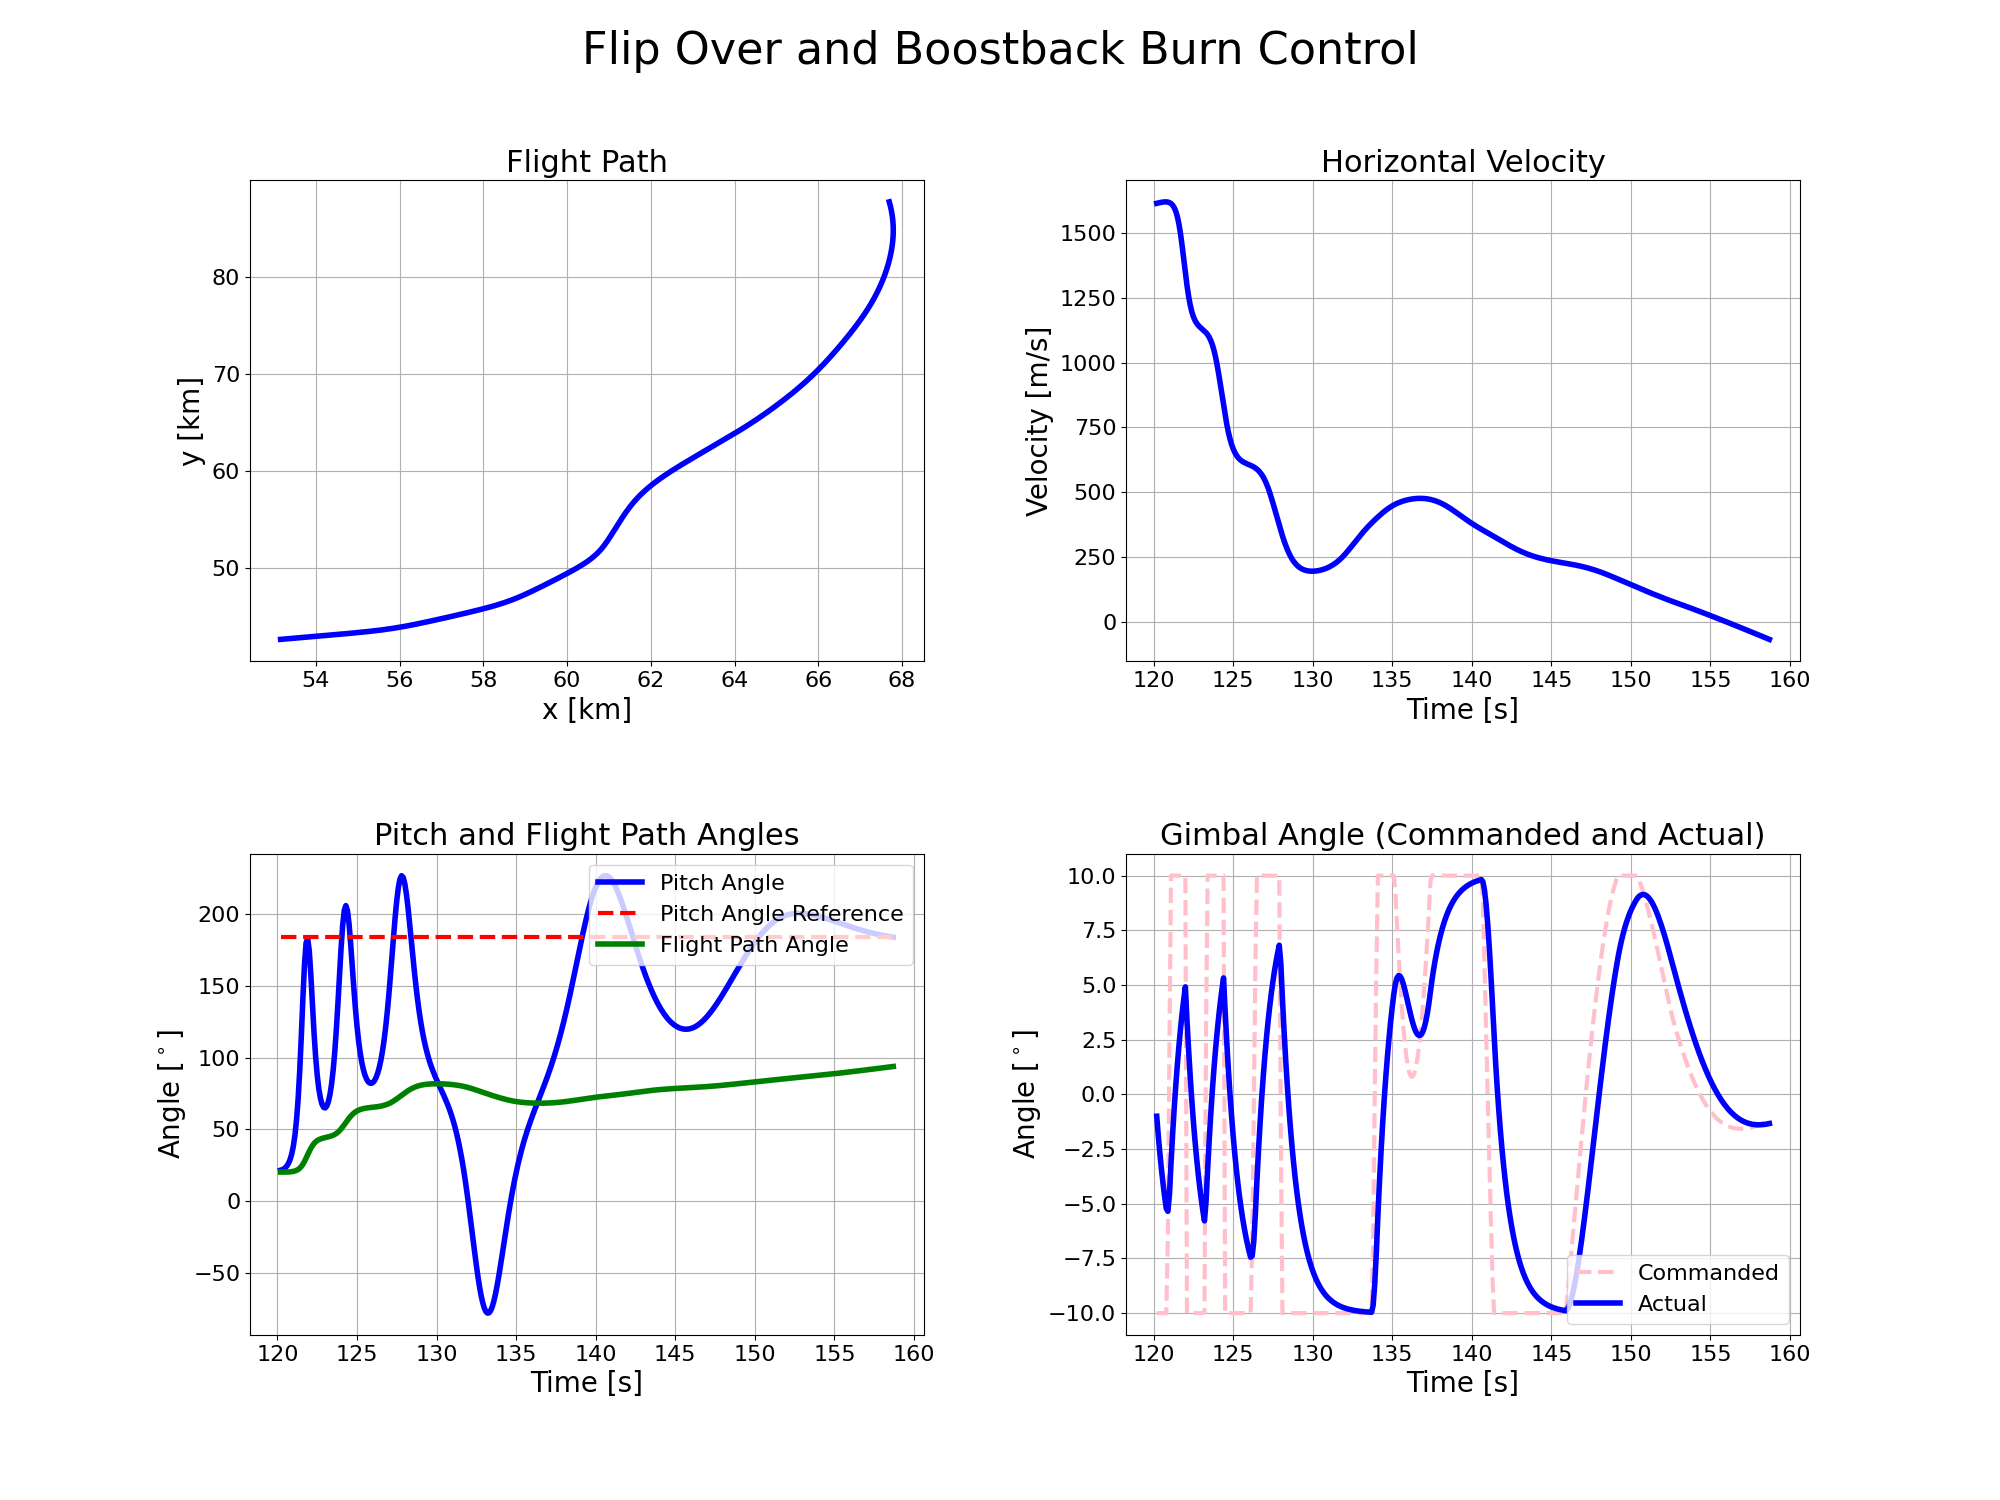 Flip Over and Boostback Burn Control
Flight Path
80
70
60
50
y [km]
54 56 58 60 62 64 66 68
x [km]
Horizontal Velocity
1500
1250
1000
750
500
250
0
Velocity [m/s]
120 125 130 135 140 145 150 155 160
Time [s]
Pitch and Flight Path Angles
200
150
100
50
0
−50
Angle [°]
Pitch Angle
Pitch Angle Reference
Flight Path Angle
120 125 130 135 140 145 150 155 160
Time [s]
Gimbal Angle (Commanded and Actual)
10.0
7.5
5.0
2.5
0.0
−2.5
−5.0
−7.5
−10.0
Angle [°]
Commanded
Actual
120 125 130 135 140 145 150 155 160
Time [s]